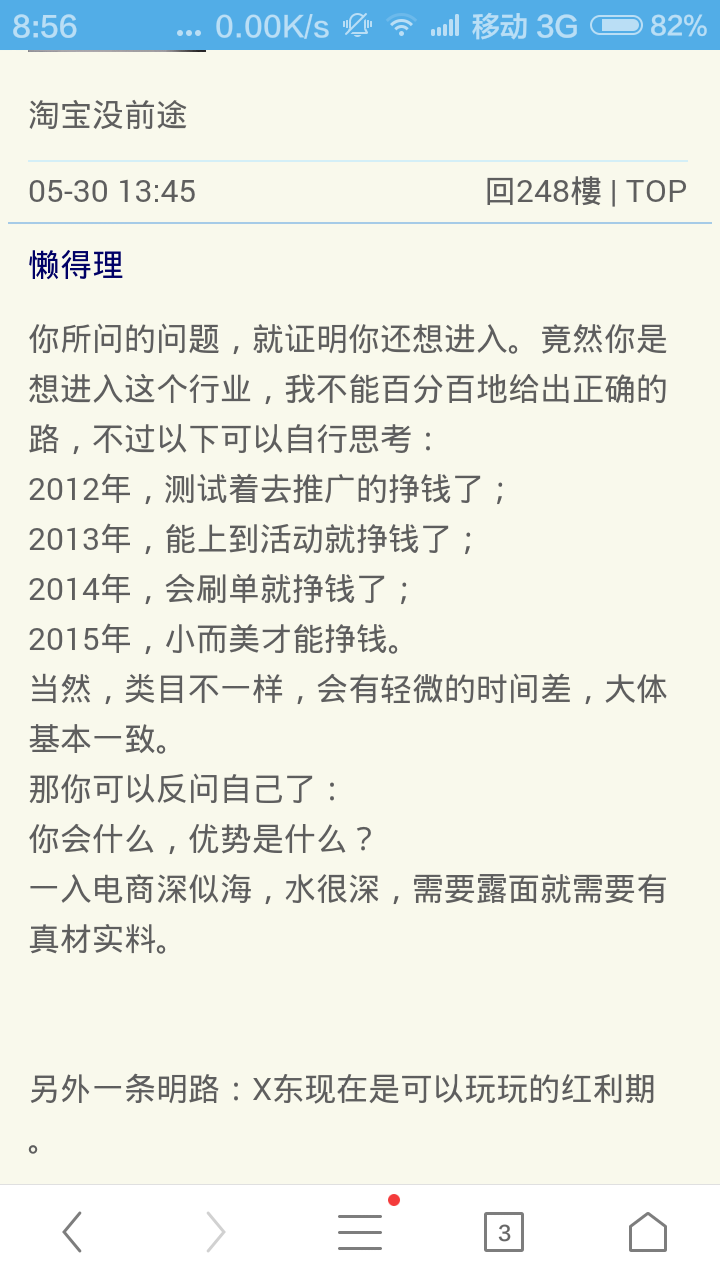 8:56 ... 0.00K/s 移动 3G 82%
淘宝没前途
05-30 13:45 回248樓 | TOP
懒得理
你所问的问题，就证明你还想进入。竟然你是
想进入这个行业，我不能百分百地给出正确的
路，不过以下可以自行思考：
2012年，测试着去推广的挣钱了；
2013年，能上到活动就挣钱了；
2014年，会刷单就挣钱了；
2015年，小而美才能挣钱。
当然，类目不一样，会有轻微的时间差，大体
基本一致。
那你可以反问自己了：
你会什么，优势是什么？
一入电商深似海，水很深，需要露面就需要有
真材实料。
另外一条明路：X东现在是可以玩玩的红利期
。
3